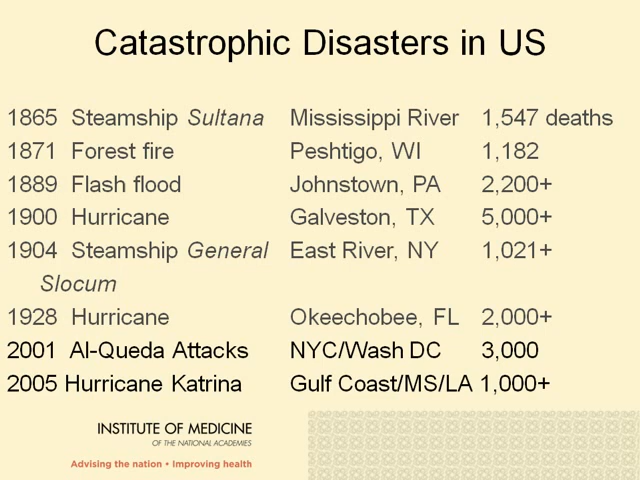 Catastrophic Disasters in US
1865 Steamship Sultana Mississippi River 1,547 deaths
1871 Forest fire Peshtigo, WI 1,182
1889 Flash flood Johnstown, PA 2,200+
1900 Hurricane Galveston, TX 5,000+
1904 Steamship General East River, NY 1,021+
Slocum
1928 Hurricane Okeechobee, FL 2,000+
2001 Al-Queda Attacks NYC/Wash DC 3,000
2005 Hurricane Katrina Gulf Coast/MS/LA 1,000+
INSTITUTE OF MEDICINE
OF THE NATIONAL ACADEMIES
Advising the nation • Improving health